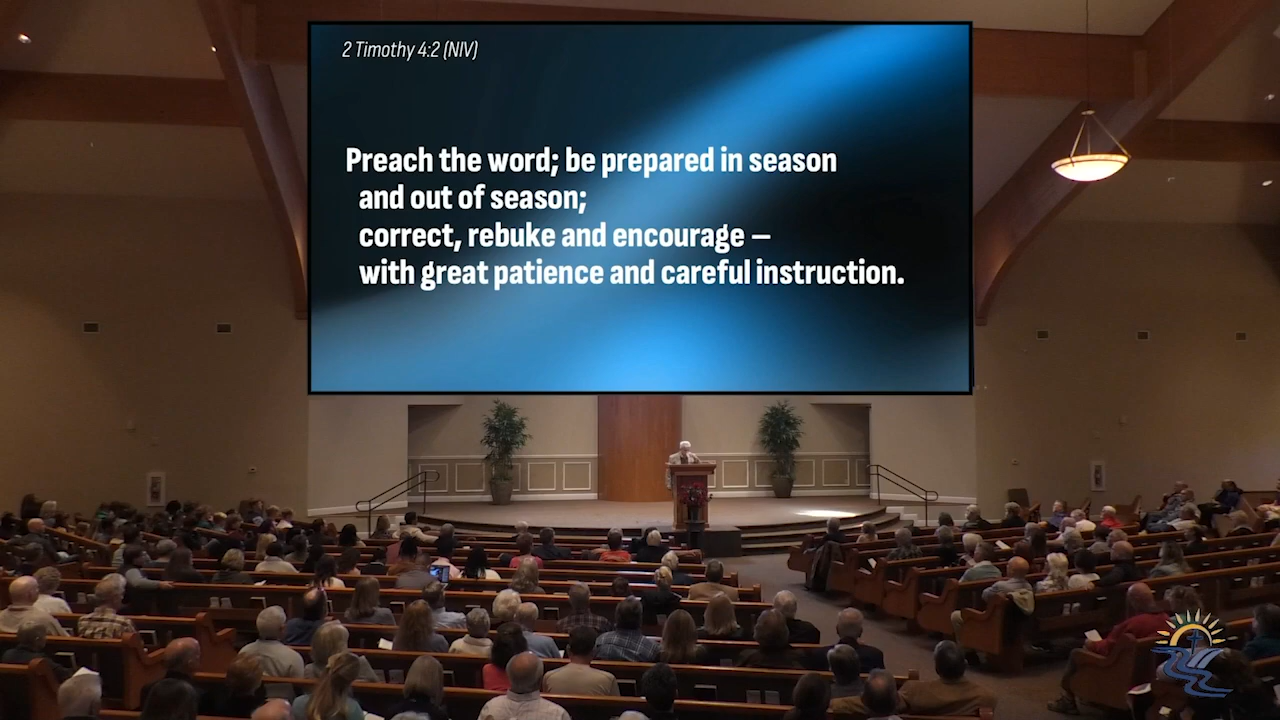 2 Timothy 4:2 (NIV)
Preach the word; be prepared in season
and out of season;
correct, rebuke and encourage –
with great patience and careful instruction.